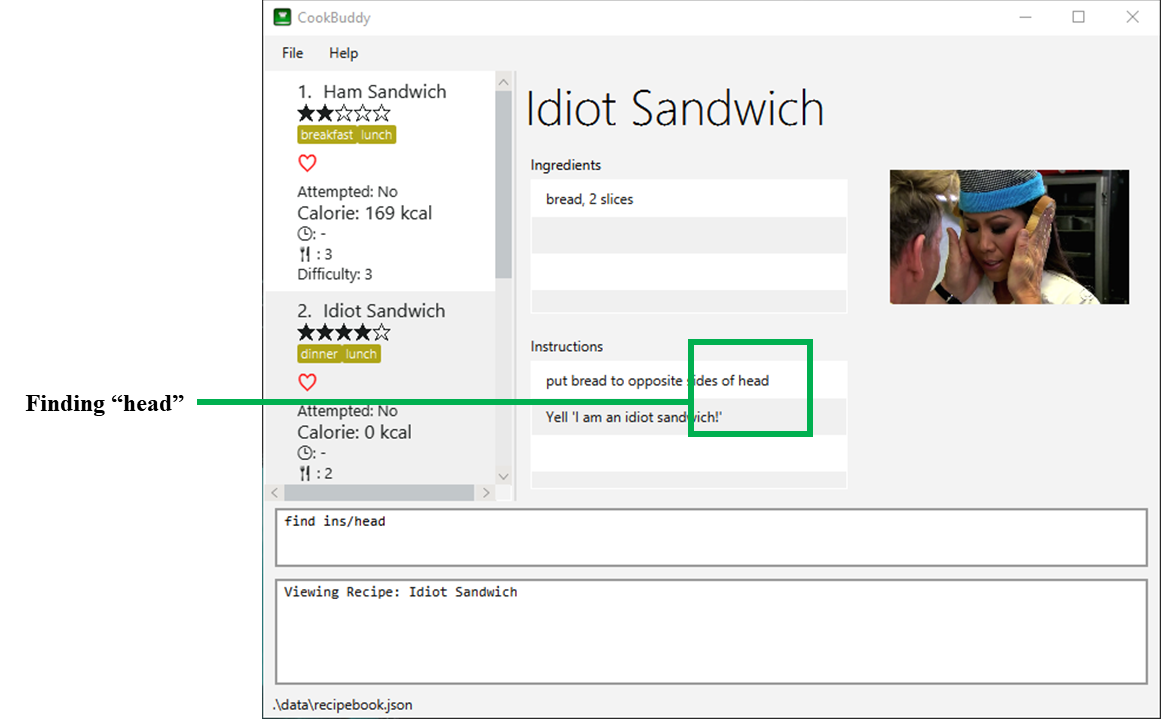 CookBuddy
File Help
1. Ham Sandwich
breakfast lunch
Attempted: No
Calorie: 169 kcal
: -
: 3
Difficulty: 3
2. Idiot Sandwich
dinner lunch
Attempted: No
Calorie: 0 kcal
: -
: 2
Idiot Sandwich
Ingredients
bread, 2 slices
Instructions
put bread to opposite sides of head
Yell 'I am an idiot sandwich!'
Finding “head”
find ins/head
Viewing Recipe: Idiot Sandwich
.\data\recipebook.json